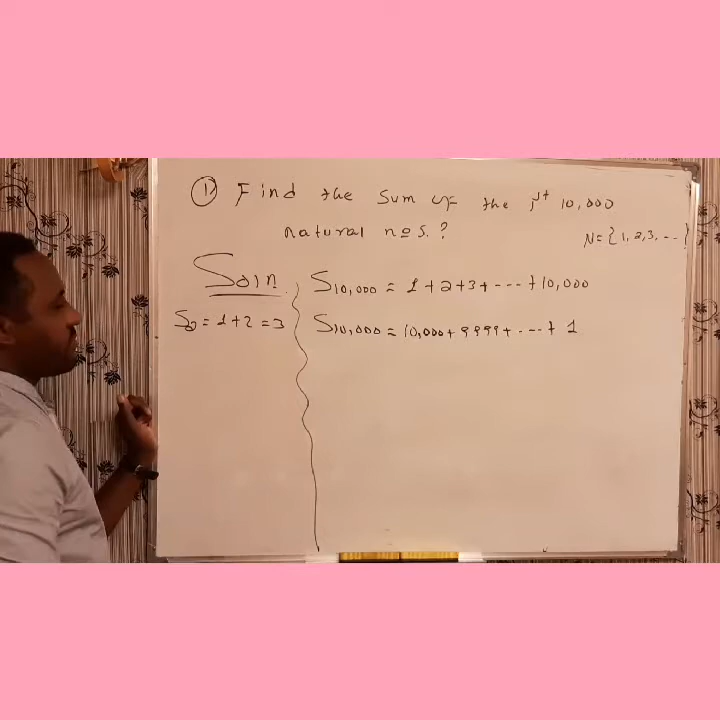 ① Find the sum of the 1st 10,000
natural nos.?
N={1,2,3,...}
Soln
S2 = 1+2 = 3
S10,000 = 1+2+3+---+10,000
S10,000 = 10,000+9999+---+1